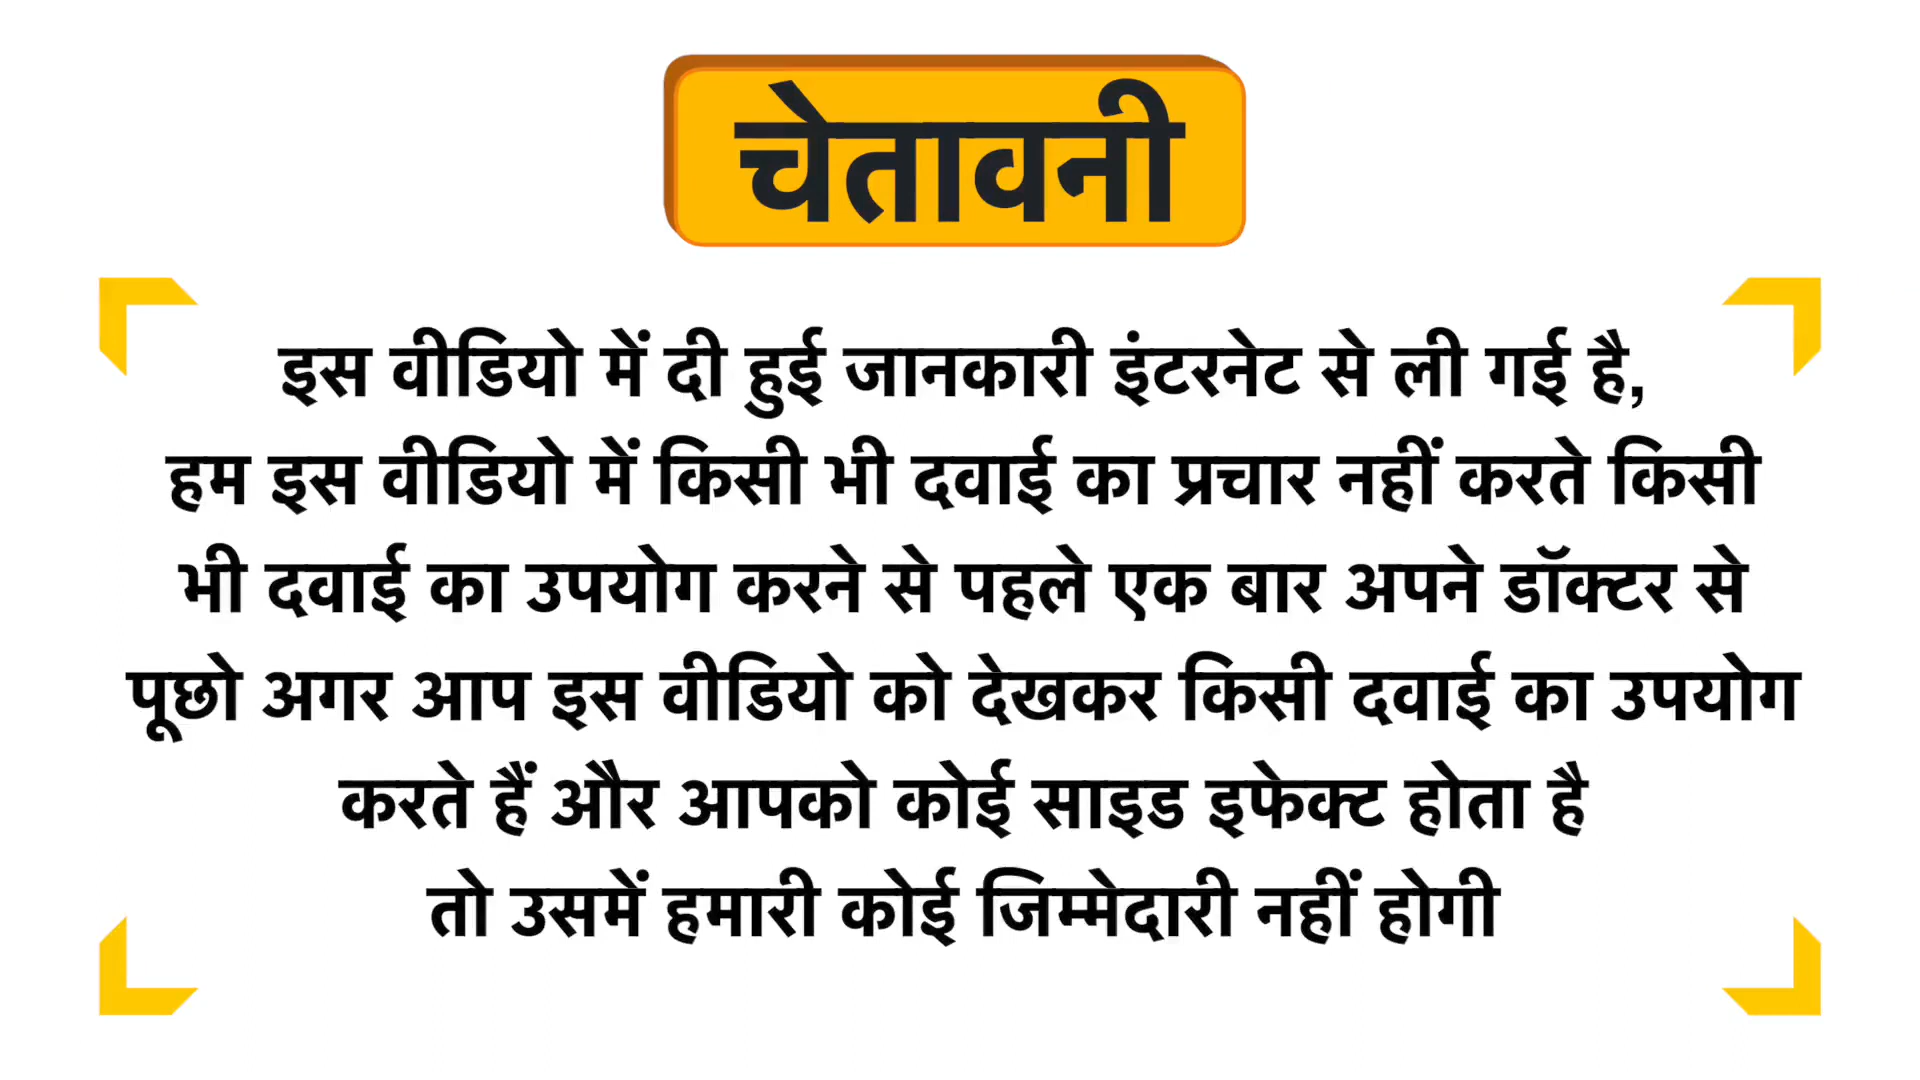 चेतावनी
इस वीडियो में दी हुई जानकारी इंटरनेट से ली गई है,
हम इस वीडियो में किसी भी दवाई का प्रचार नहीं करते किसी
भी दवाई का उपयोग करने से पहले एक बार अपने डॉक्टर से
पूछो अगर आप इस वीडियो को देखकर किसी दवाई का उपयोग
करते हैं और आपको कोई साइड इफेक्ट होता है
तो उसमें हमारी कोई जिम्मेदारी नहीं होगी